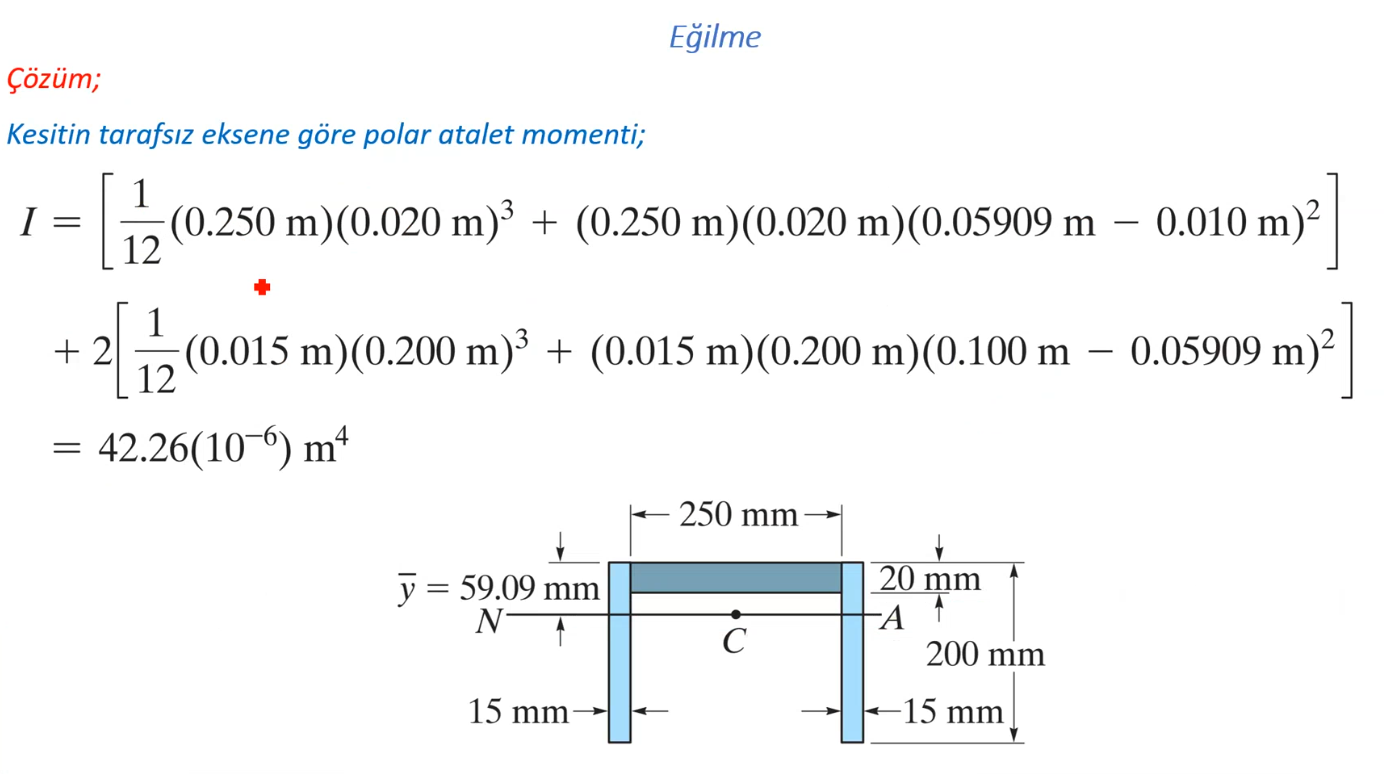 Eğilme
Çözüm;
Kesitin tarafsız eksene göre polar atalet momenti;
I = [ 1/12 (0.250 m)(0.020 m)³ + (0.250 m)(0.020 m)(0.05909 m − 0.010 m)² ]
+ 2[ 1/12 (0.015 m)(0.200 m)³ + (0.015 m)(0.200 m)(0.100 m − 0.05909 m)² ]
= 42.26(10⁻⁶) m⁴
250 mm
y̅ = 59.09 mm
20 mm
N
A
C
200 mm
15 mm
15 mm